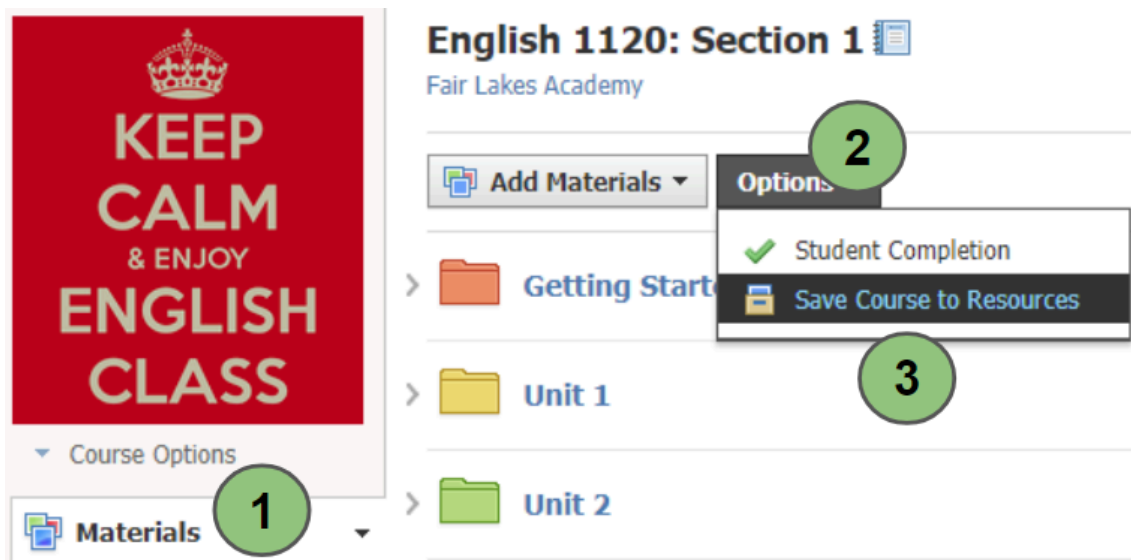 KEEP
CALM
& ENJOY
ENGLISH
CLASS
Course Options
Materials
1
English 1120: Section 1
Fair Lakes Academy
Add Materials
Options
2
Student Completion
Save Course to Resources
3
Getting
Unit 1
Unit 2